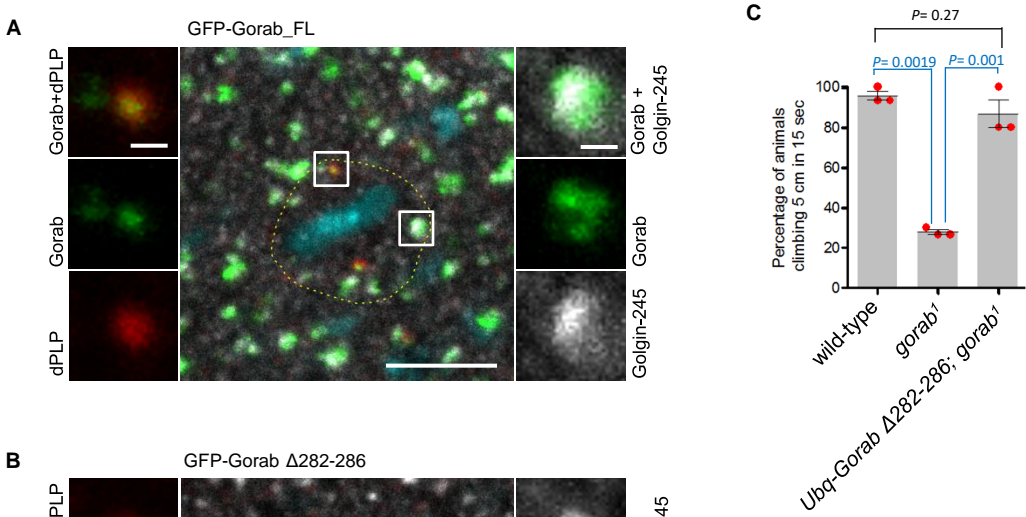 A
GFP-Gorab_FL
Gorab+dPLP
Gorab
dPLP
Gorab +
Golgin-245
Gorab
Golgin-245
B
GFP-Gorab Δ282-286
PLP
45
C
P= 0.27
P= 0.0019
P= 0.001
Percentage of animals
climbing 5 cm in 15 sec
100
80
60
40
20
0
wild-type
gorab¹
Ubq-Gorab Δ282-286; gorab¹